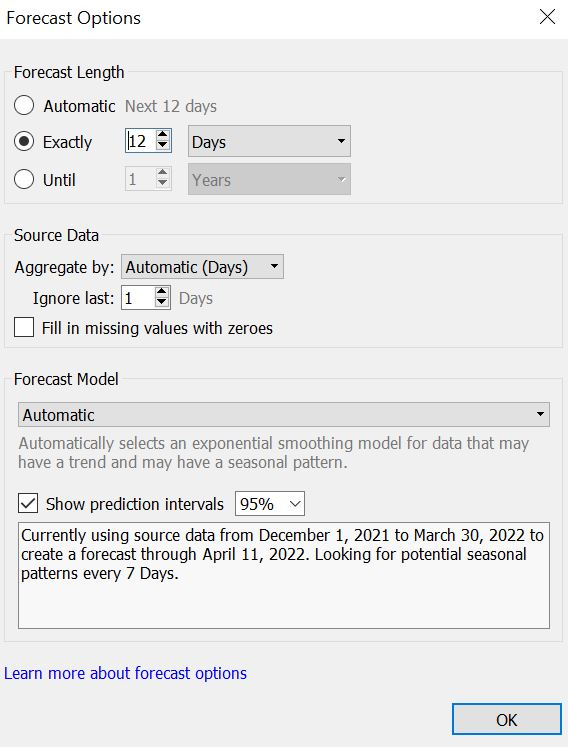 Forecast Options
Forecast Length
Automatic Next 12 days
Exactly 12 Days
Until 1 Years
Source Data
Aggregate by: Automatic (Days)
Ignore last: 1 Days
Fill in missing values with zeroes
Forecast Model
Automatic
Automatically selects an exponential smoothing model for data that may
have a trend and may have a seasonal pattern.
Show prediction intervals 95%
Currently using source data from December 1, 2021 to March 30, 2022 to
create a forecast through April 11, 2022. Looking for potential seasonal
patterns every 7 Days.
Learn more about forecast options
OK